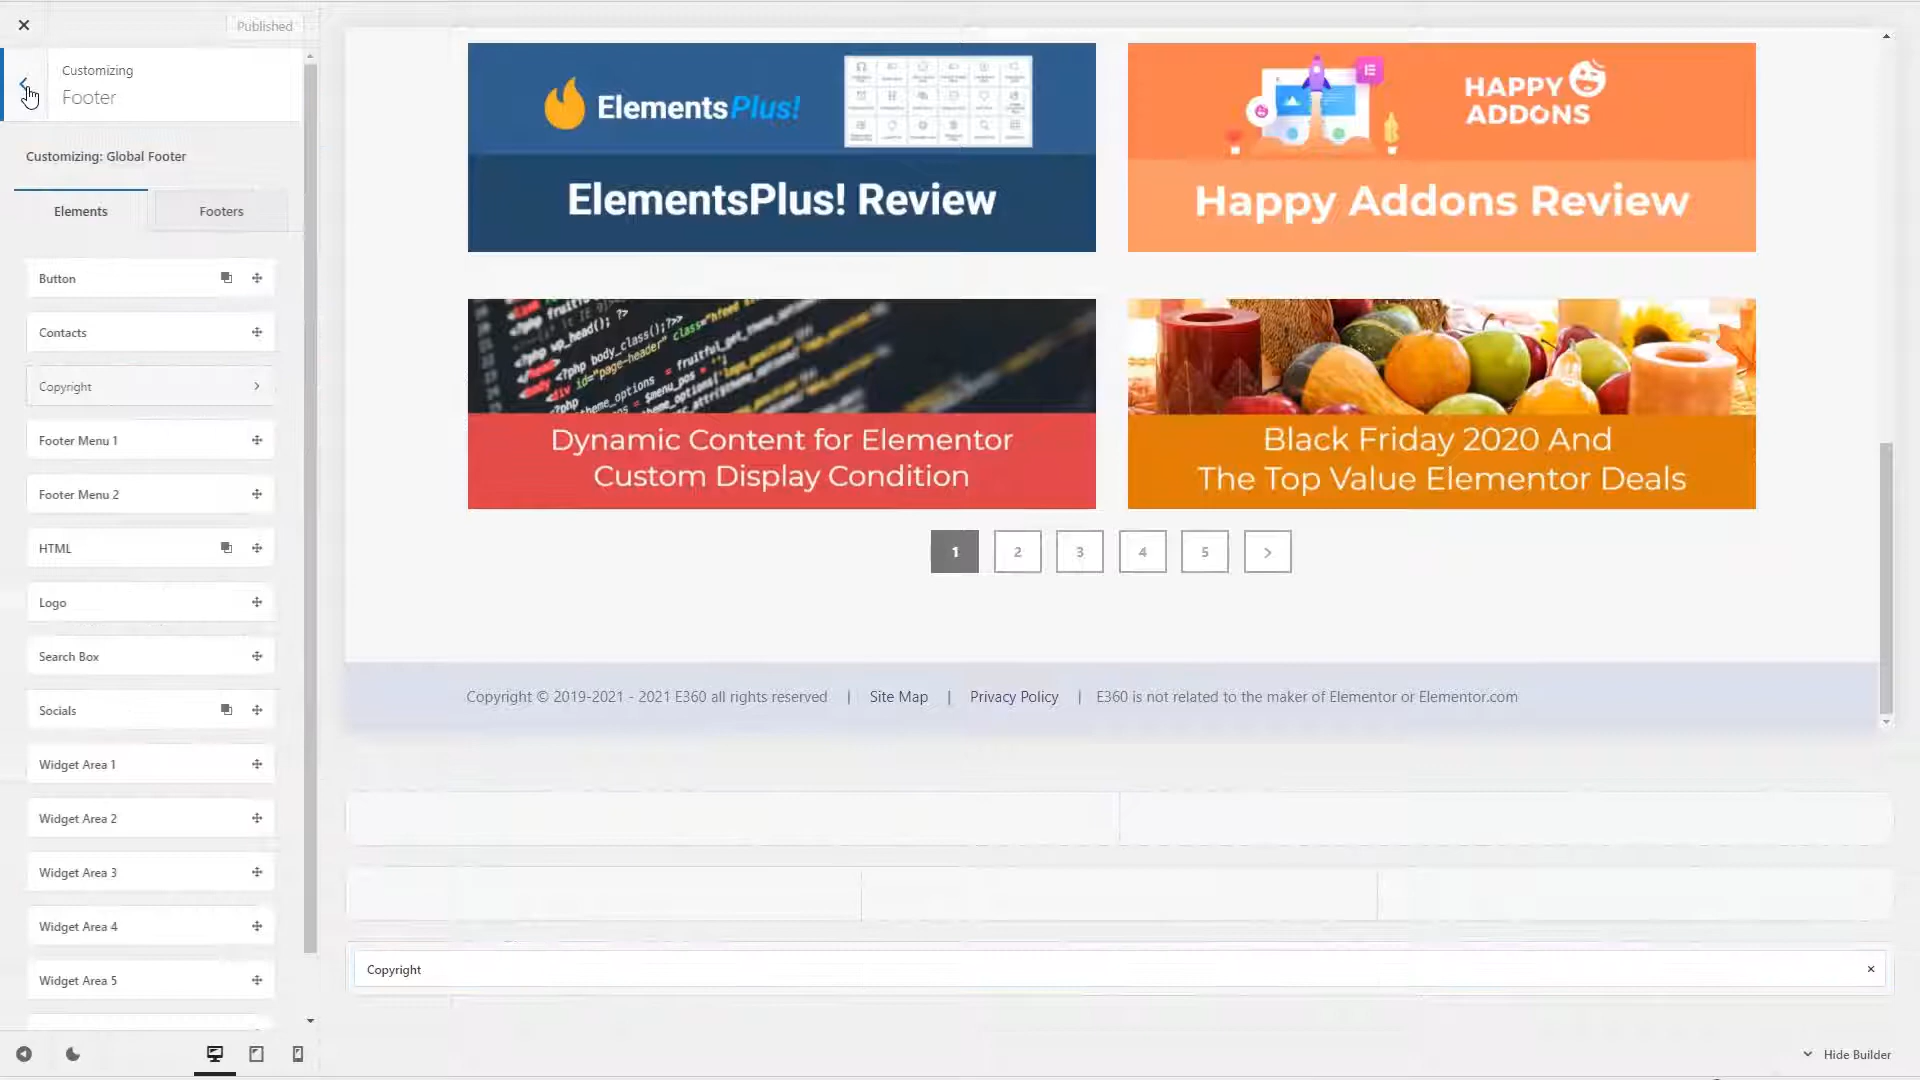 Published
Customizing
Footer
Customizing: Global Footer
Elements
Footers
Button
Contacts
Copyright
Footer Menu 1
Footer Menu 2
HTML
Logo
Search Box
Socials
Widget Area 1
Widget Area 2
Widget Area 3
Widget Area 4
Widget Area 5
ElementsPlus!
ElementsPlus! Review
HAPPY
ADDONS
Happy Addons Review
<?php wp_head(); ?>
<?php body_class();?>>
Dynamic Content for Elementor
Custom Display Condition
Black Friday 2020 And
The Top Value Elementor Deals
1 2 3 4 5
Copyright © 2019-2021 - 2021 E360 all rights reserved | Site Map | Privacy Policy | E360 is not related to the maker of Elementor or Elementor.com
Copyright
Hide Builder